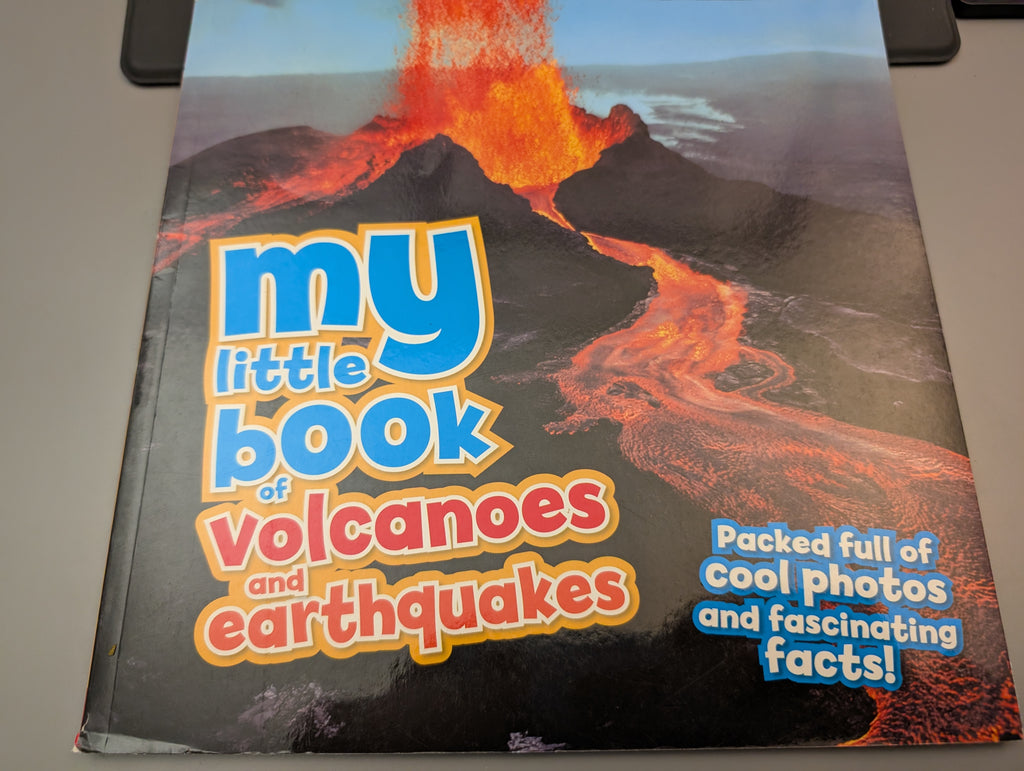 my
little
book
of
volcanoes
and
earthquakes
Packed full of
cool photos
and fascinating
facts!